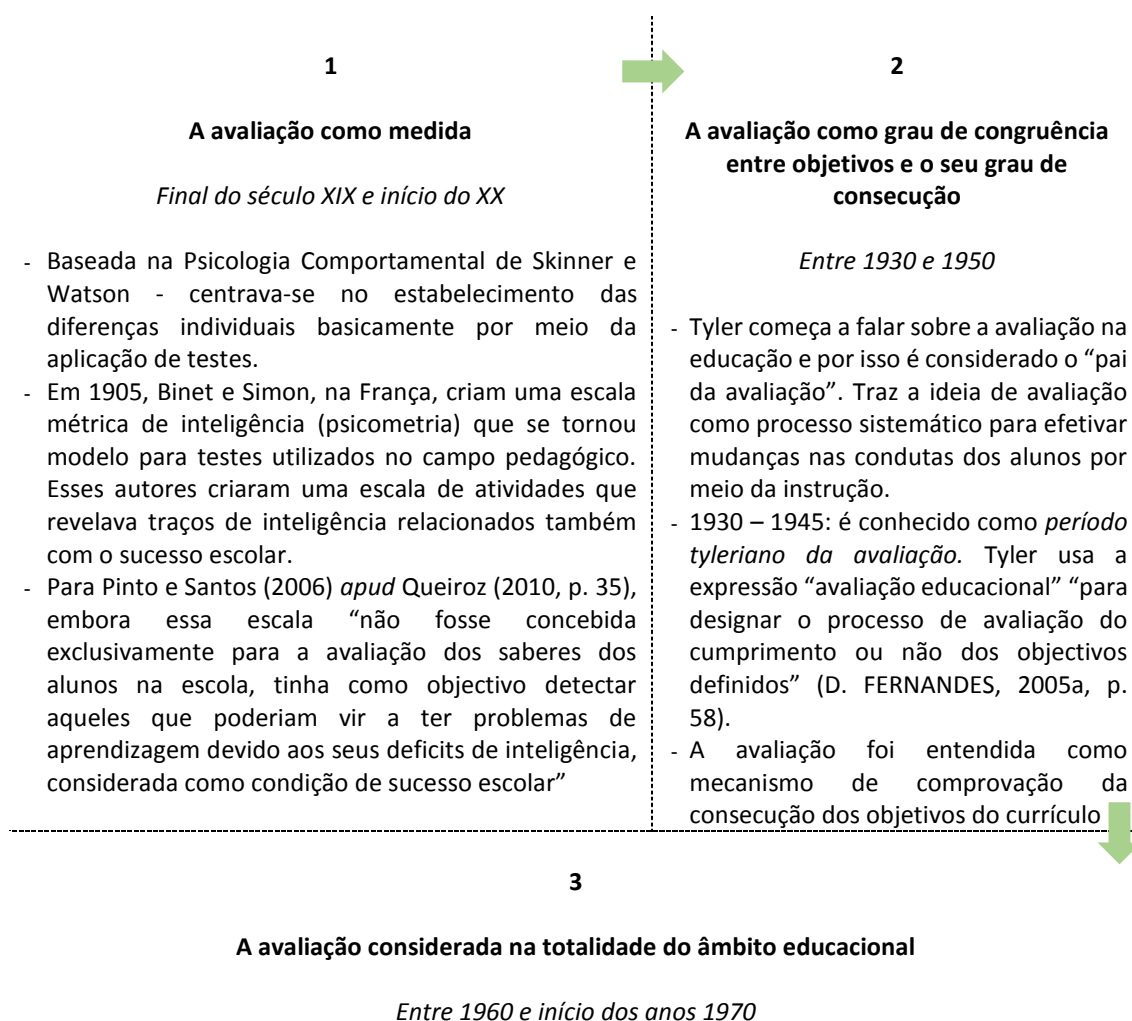 1
A avaliação como medida
Final do século XIX e início do XX
- Baseada na Psicologia Comportamental de Skinner e
Watson - centrava-se no estabelecimento das
diferenças individuais basicamente por meio da
aplicação de testes.
- Em 1905, Binet e Simon, na França, criam uma escala
métrica de inteligência (psicometria) que se tornou
modelo para testes utilizados no campo pedagógico.
Esses autores criaram uma escala de atividades que
revelava traços de inteligência relacionados também
com o sucesso escolar.
- Para Pinto e Santos (2006) apud Queiroz (2010, p. 35),
embora essa escala “não fosse concebida
exclusivamente para a avaliação dos saberes dos
alunos na escola, tinha como objectivo detectar
aqueles que poderiam vir a ter problemas de
aprendizagem devido aos seus deficits de inteligência,
considerada como condição de sucesso escolar”
2
A avaliação como grau de congruência
entre objetivos e o seu grau de
consecução
Entre 1930 e 1950
- Tyler começa a falar sobre a avaliação na
educação e por isso é considerado o “pai
da avaliação”. Traz a ideia de avaliação
como processo sistemático para efetivar
mudanças nas condutas dos alunos por
meio da instrução.
- 1930 – 1945: é conhecido como período
tyleriano da avaliação. Tyler usa a
expressão “avaliação educacional” “para
designar o processo de avaliação do
cumprimento ou não dos objectivos
definidos” (D. FERNANDES, 2005a, p.
58).
- A avaliação foi entendida como
mecanismo de comprovação da
consecução dos objetivos do currículo
3
A avaliação considerada na totalidade do âmbito educacional
Entre 1960 e início dos anos 1970